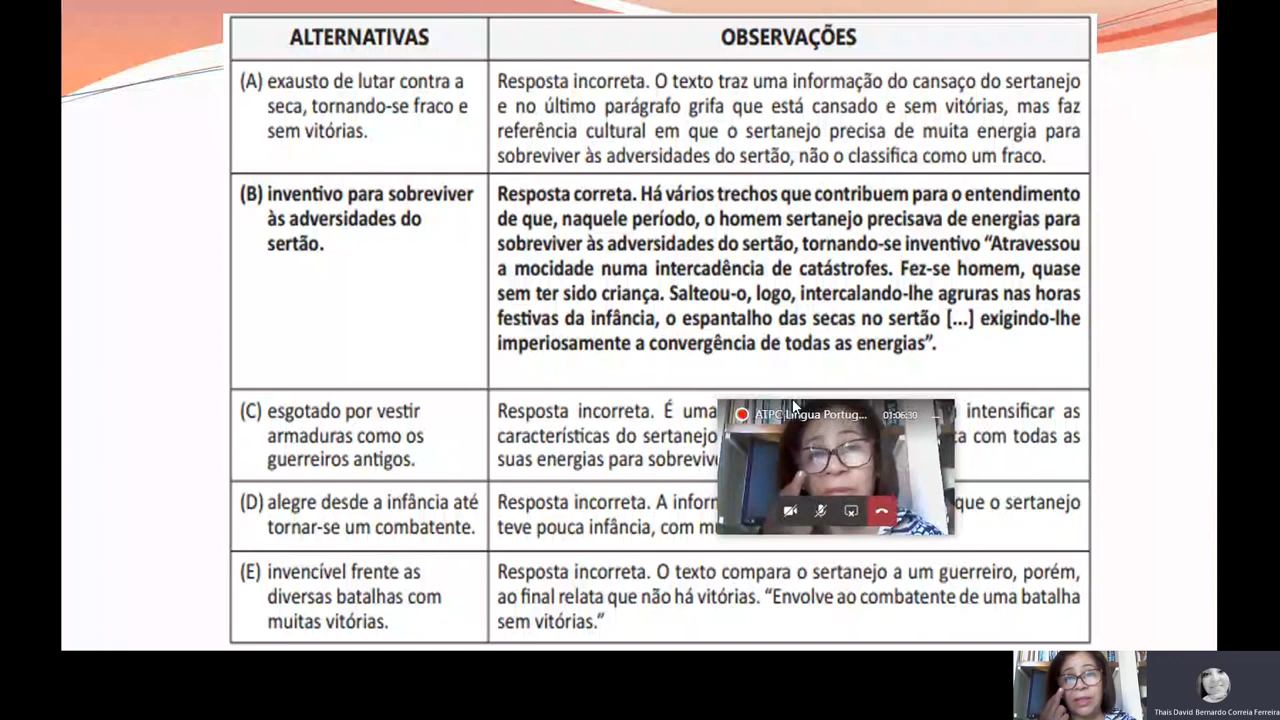 ALTERNATIVAS
OBSERVAÇÕES
(A) exausto de lutar contra a
seca, tornando-se fraco e
sem vitórias.
Resposta incorreta. O texto traz uma informação do cansaço do sertanejo
e no último parágrafo grifa que está cansado e sem vitórias, mas faz
referência cultural em que o sertanejo precisa de muita energia para
sobreviver às adversidades do sertão, não o classifica como um fraco.
(B) inventivo para sobreviver
às adversidades do
sertão.
Resposta correta. Há vários trechos que contribuem para o entendimento
de que, naquele período, o homem sertanejo precisava de energias para
sobreviver às adversidades do sertão, tornando-se inventivo “Atravessou
a mocidade numa intercadência de catástrofes. Fez-se homem, quase
sem ter sido criança. Salteou-o, logo, intercalando-lhe agruras nas horas
festivas da infância, o espantalho das secas no sertão [...] exigindo-lhe
imperiosamente a convergência de todas as energias”.
(C) esgotado por vestir
armaduras como os
guerreiros antigos.
Resposta incorreta. É uma intensificar as
características do sertanejo com todas as
suas energias para
(D) alegre desde a infância até
tornar-se um combatente.
Resposta incorreta. A que o sertanejo
teve pouca infância, com
(E) invencível frente as
diversas batalhas com
muitas vitórias.
Resposta incorreta. O texto compara o sertanejo a um guerreiro, porém,
ao final relata que não há vitórias. “Envolve ao combatente de uma batalha
sem vitórias.”
ATPC Língua Portug... 01:06:39
Thais David Bernardo Correia Ferreira